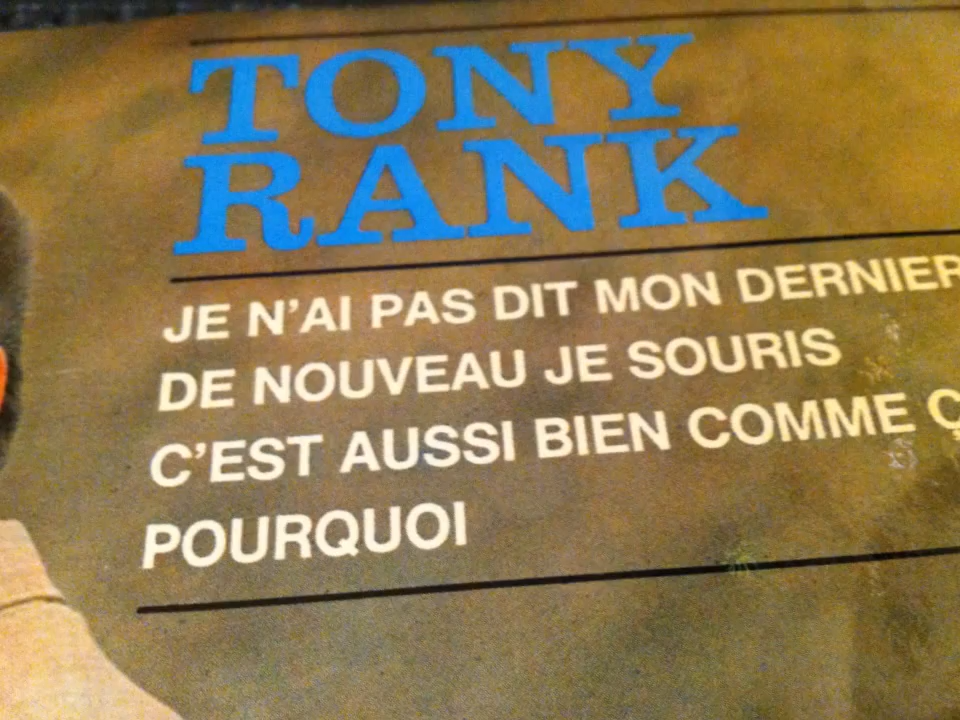 TONY
RANK
JE N'AI PAS DIT MON DERNIER
DE NOUVEAU JE SOURIS
C'EST AUSSI BIEN COMME Ç
POURQUOI